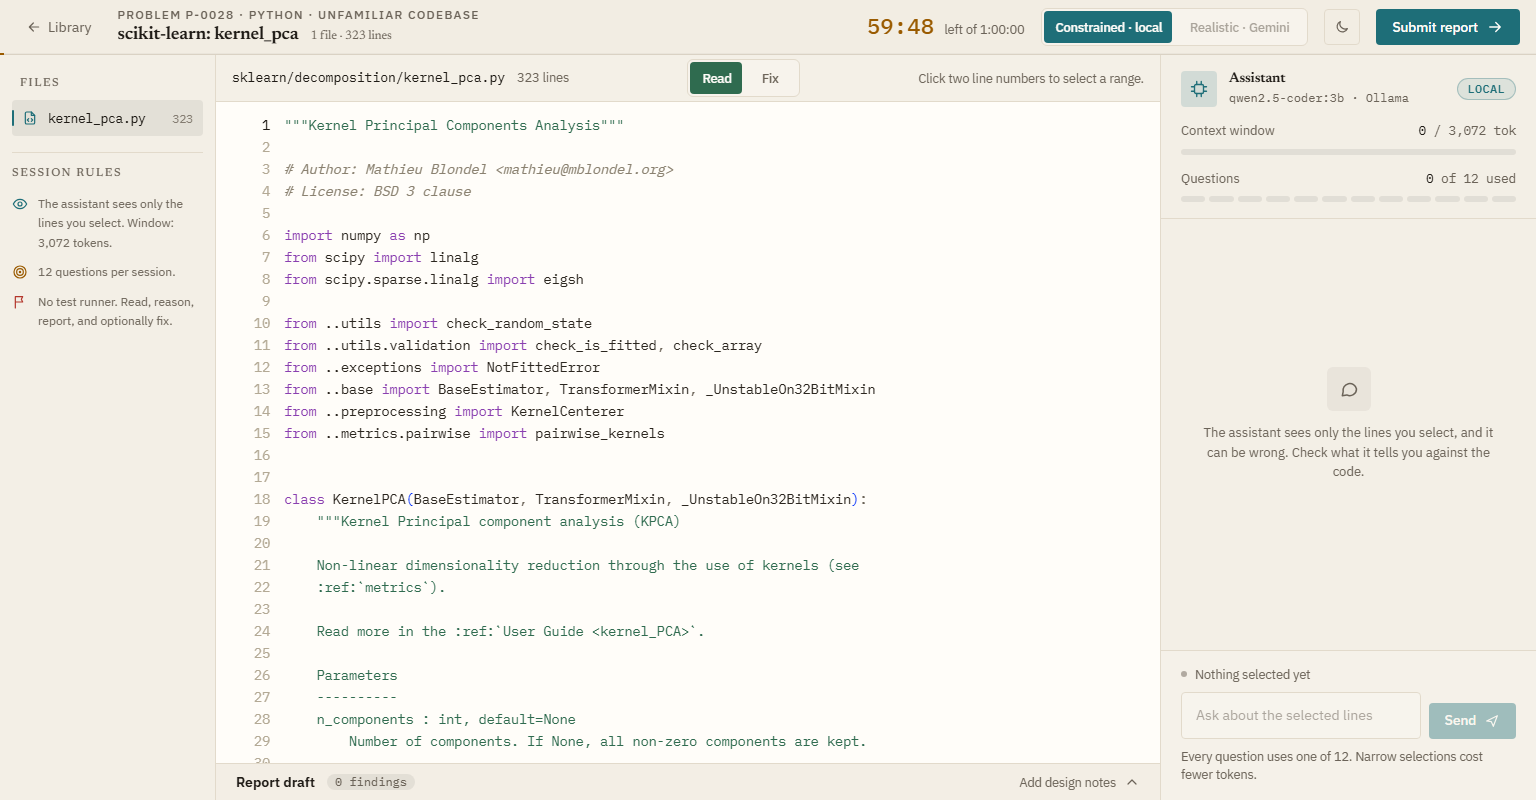 Library
PROBLEM P-0028 · PYTHON · UNFAMILIAR CODEBASE
scikit-learn: kernel_pca 1 file · 323 lines
59:48 left of 1:00:00
Constrained · local
Realistic · Gemini
Submit report
FILES
kernel_pca.py 323
SESSION RULES
The assistant sees only the
lines you select. Window:
3,072 tokens.
12 questions per session.
No test runner. Read, reason,
report, and optionally fix.
sklearn/decomposition/kernel_pca.py 323 lines
Read
Fix
Click two line numbers to select a range.
1 """Kernel Principal Components Analysis"""
2
3 # Author: Mathieu Blondel <mathieu@mblondel.org>
4 # License: BSD 3 clause
5
6 import numpy as np
7 from scipy import linalg
8 from scipy.sparse.linalg import eigsh
9
10 from ..utils import check_random_state
11 from ..utils.validation import check_is_fitted, check_array
12 from ..exceptions import NotFittedError
13 from ..base import BaseEstimator, TransformerMixin, _UnstableOn32BitMixin
14 from ..preprocessing import KernelCenterer
15 from ..metrics.pairwise import pairwise_kernels
16
17
18 class KernelPCA(BaseEstimator, TransformerMixin, _UnstableOn32BitMixin):
19 """Kernel Principal component analysis (KPCA)
20
21 Non-linear dimensionality reduction through the use of kernels (see
22 :ref:`metrics`).
23
24 Read more in the :ref:`User Guide <kernel_PCA>`.
25
26 Parameters
27 ----------
28 n_components : int, default=None
29 Number of components. If None, all non-zero components are kept.
30
Report draft 0 findings
Add design notes
Assistant
qwen2.5-coder:3b · Ollama
LOCAL
Context window 0 / 3,072 tok
Questions 0 of 12 used
The assistant sees only the lines you select, and it
can be wrong. Check what it tells you against the
code.
Nothing selected yet
Ask about the selected lines
Send
Every question uses one of 12. Narrow selections cost
fewer tokens.